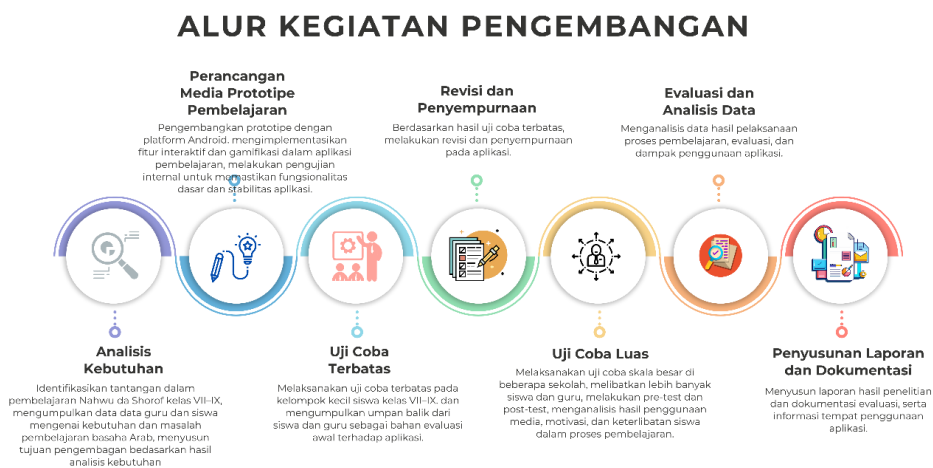 ALUR KEGIATAN PENGEMBANGAN
Perancangan
Media Prototipe
Pembelajaran
Pengembangkan prototipe dengan
platform Android. mengimplementasikan
fitur interaktif dan gamifikasi dalam aplikasi
pembelajaran, melakukan pengujian
internal untuk memastikan fungsionalitas
dasar dan stabilitas aplikasi.
Revisi dan
Penyempurnaan
Berdasarkan hasil uji coba terbatas,
melakukan revisi dan penyempurnaan
pada aplikasi.
Evaluasi dan
Analisis Data
Menganalisis data hasil pelaksanaan
proses pembelajaran, evaluasi, dan
dampak penggunaan aplikasi.
Analisis
Kebutuhan
Identifikasikan tantangan dalam
pembelajaran Nahwu da Shorof kelas VII–IX,
mengumpulkan data data guru dan siswa
mengenai kebutuhan dan masalah
pembelajaran basaha Arab, menyusun
tujuan pengembagan bedasarkan hasil
analisis kebutuhan
Uji Coba
Terbatas
Melaksanakan uji coba terbatas pada
kelompok kecil siswa kelas VII–IX. dan
mengumpulkan umpan balik dari
siswa dan guru sebagai bahan evaluasi
awal terhadap aplikasi.
Uji Coba Luas
Melaksanakan uji coba skala besar di
beberapa sekolah, melibatkan lebih banyak
siswa dan guru, melakukan pre-test dan
post-test, menganalisis hasil penggunaan
media, motivasi, dan keterlibatan siswa
dalam proses pembelajaran.
Penyusunan Laporan
dan Dokumentasi
Menyusun laporan hasil penelitian
dan dokumentasi evaluasi, serta
informasi tempat penggunaan
aplikasi.